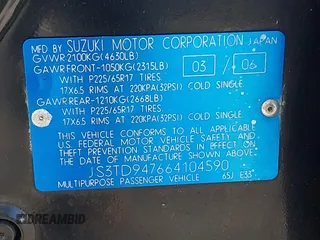 MFD BY SUZUKI MOTOR CORPORATION JAPAN
GVWR:2100KG(4630LB)
GAWR:FRONT-1050KG(2315LB) 03 / 06
WITH P225/65R17 TIRES
17X6.5 RIMS AT 220KPA(32PSI) COLD SINGLE
GAWR:REAR-1210KG(2668LB)
WITH P225/65R17 TIRES
17X6.5 RIMS AT 220KPA(32PSI) COLD SINGLE
THIS VEHICLE CONFORMS TO ALL APPLICABLE
U.S. FEDERAL MOTOR VEHICLE SAFETY AND
THEFT PREVENTION STANDARDS IN EFFECT ON
THE DATE OF MANUFACTURE SHOWN ABOVE.
JS3TD947664104590
MULTIPURPOSE PASSENGER VEHICLE 65J E33
DREAMBID